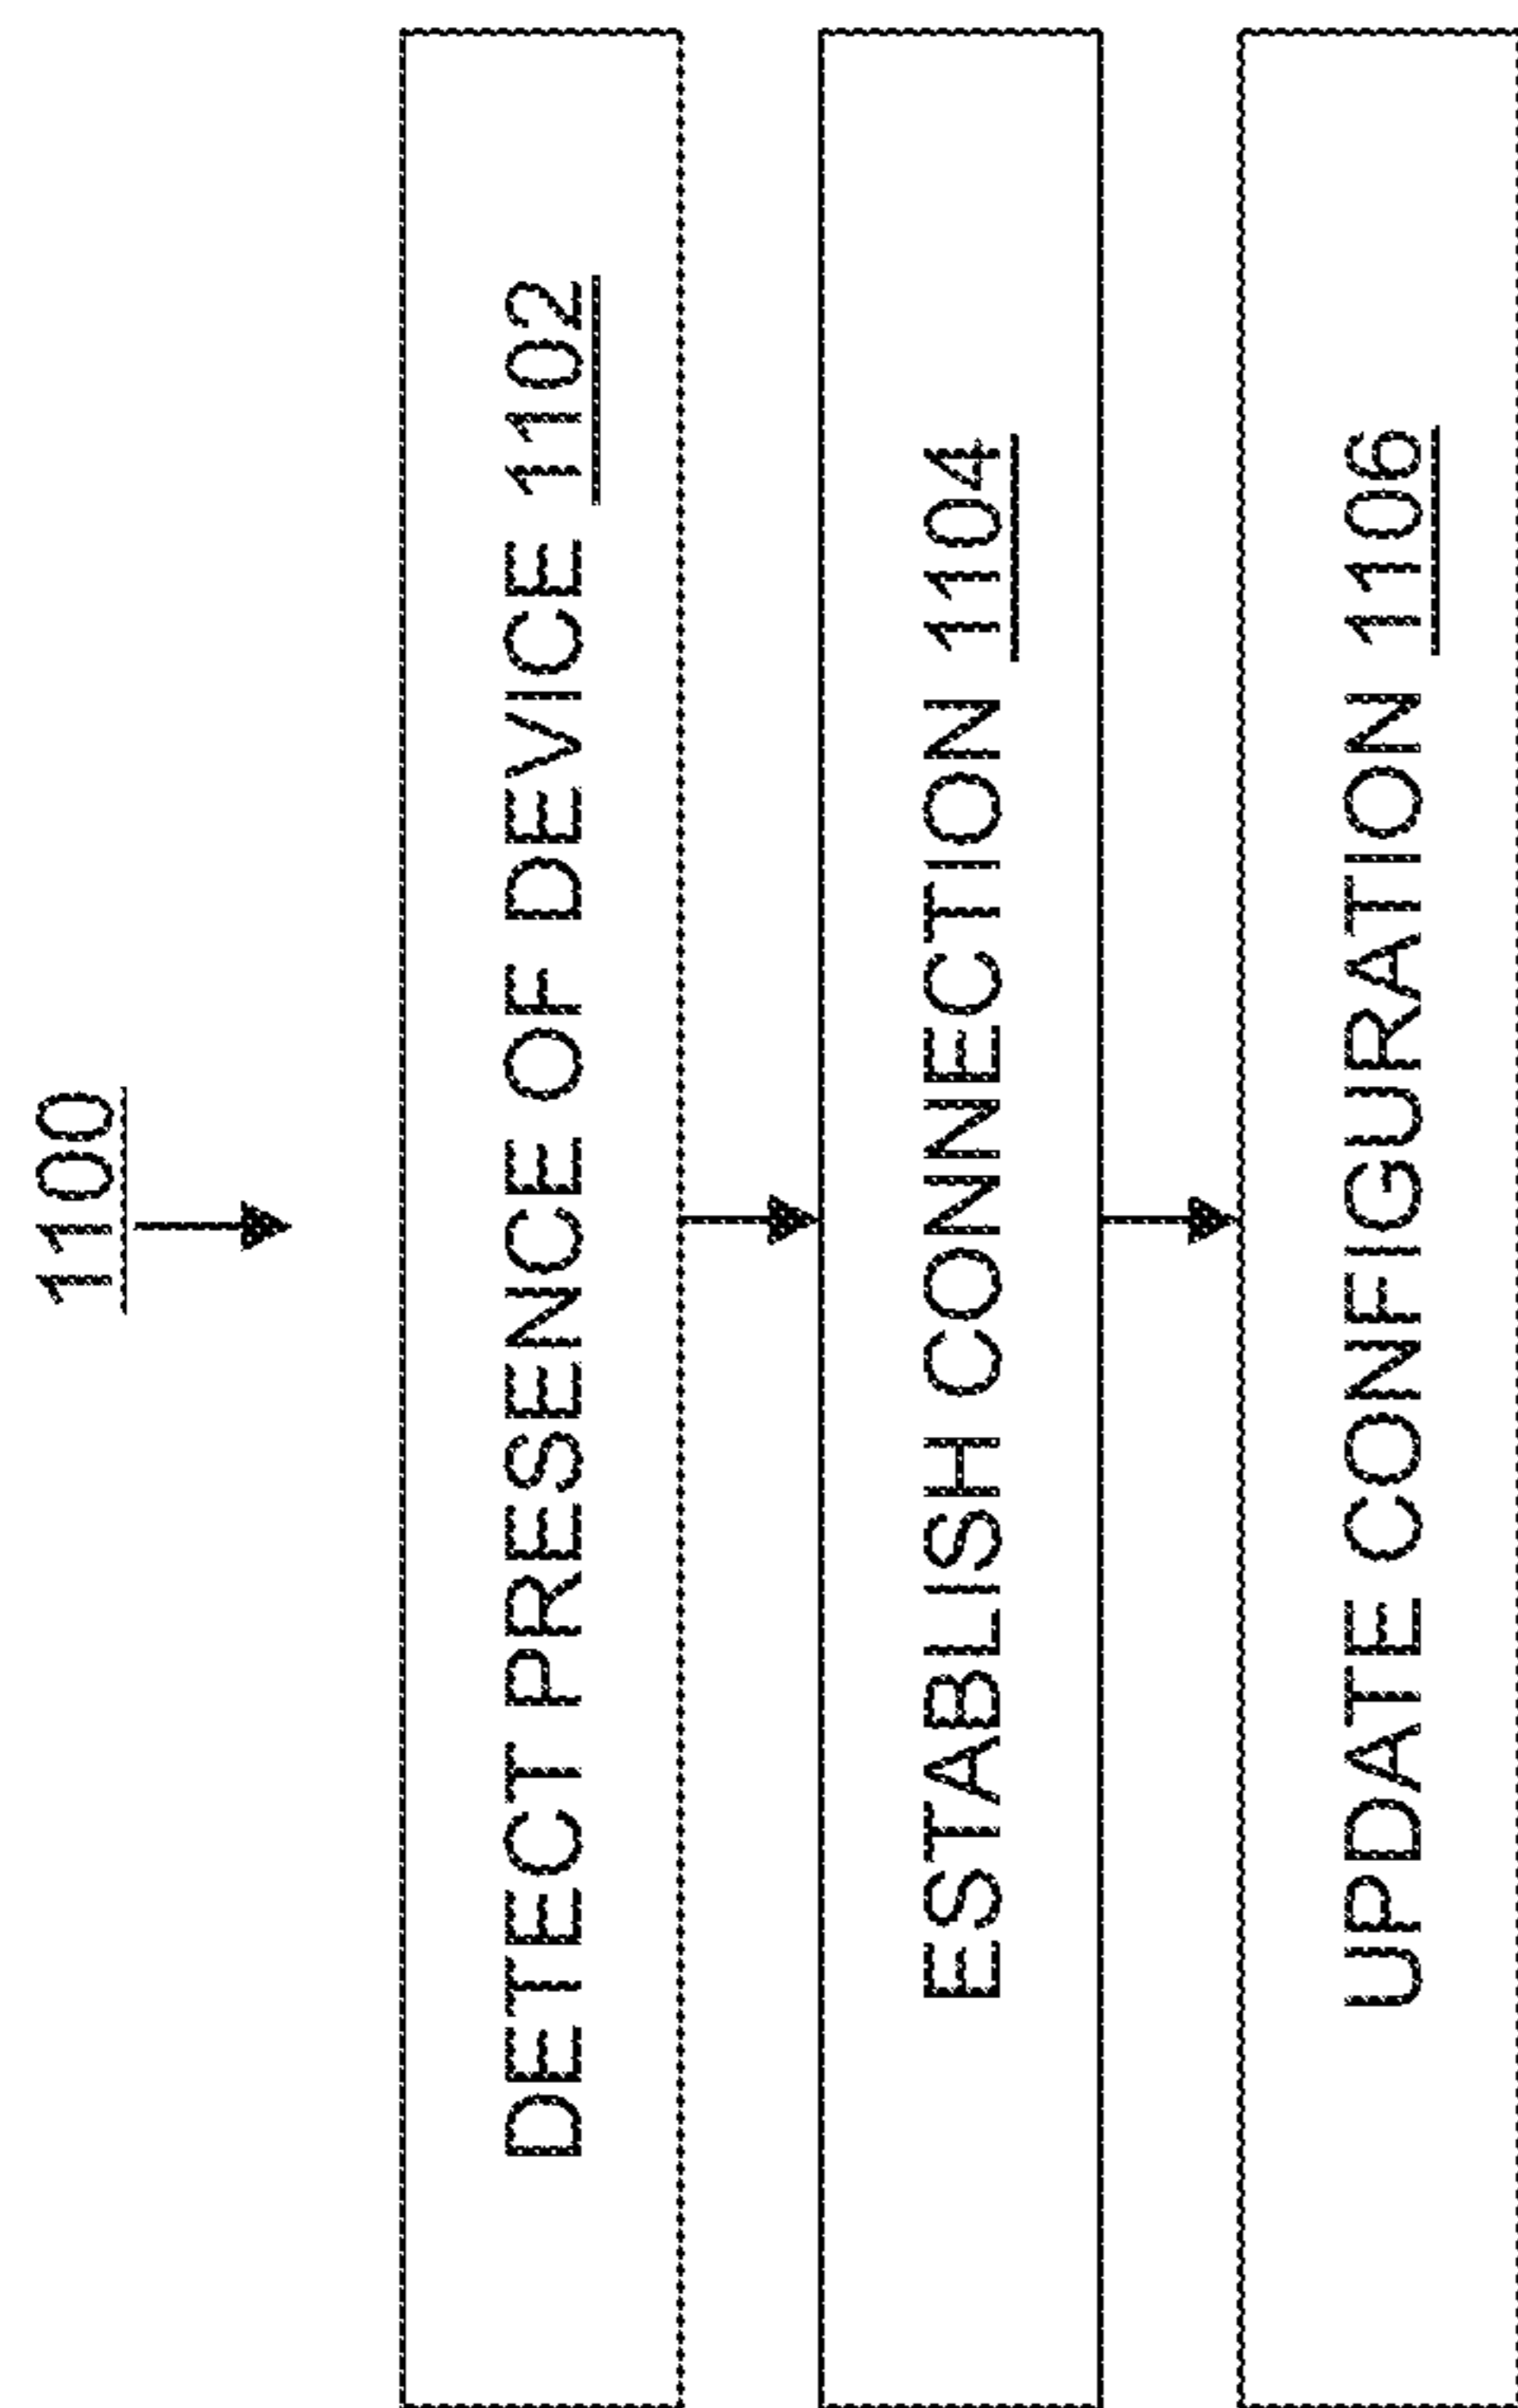 1100
DETECT PRESENCE OF DEVICE 1102
ESTABLISH CONNECTION 1104
UPDATE CONFIGURATION 1106